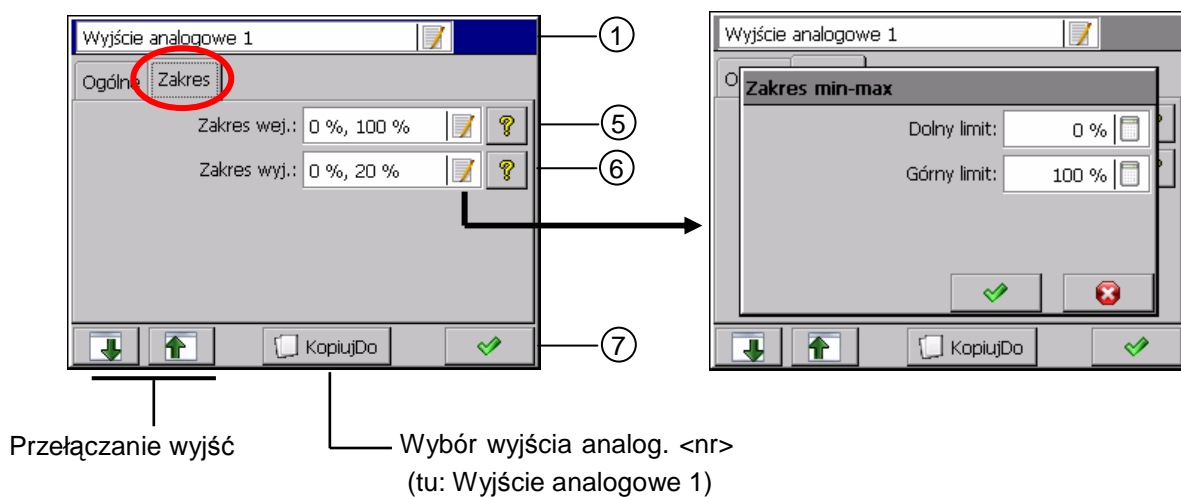 Wyjście analogowe 1
1
Ogólne Zakres
Zakres wej.: 0 %, 100 %
5
Zakres wyj.: 0 %, 20 %
6
KopiujDo
7
Przełączanie wyjść
Wybór wyjścia analog. <nr>
(tu: Wyjście analogowe 1)
Wyjście analogowe 1
O
Zakres min-max
Dolny limit: 0 %
Górny limit: 100 %
KopiujDo